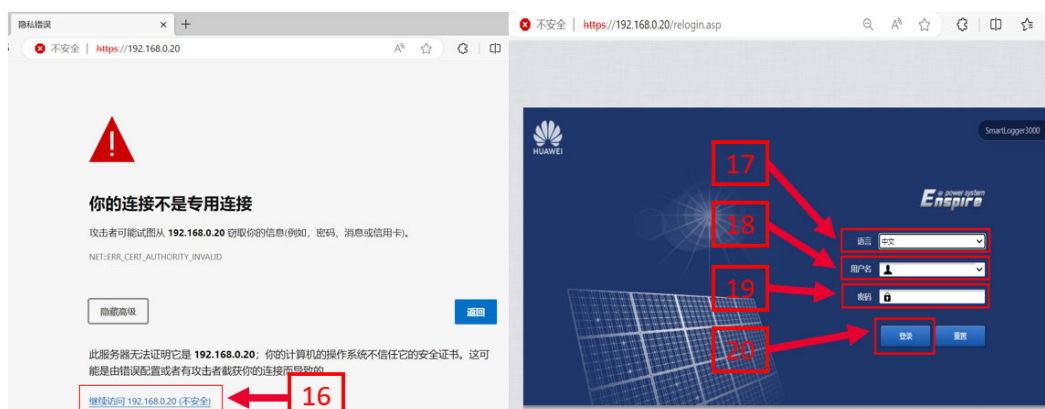 隐私错误
不安全 | https://192.168.0.20
你的连接不是专用连接
攻击者可能试图从 192.168.0.20 窃取你的信息(例如，密码、消息或信用卡)。
NET::ERR_CERT_AUTHORITY_INVALID
隐藏高级
返回
此服务器无法证明它是 192.168.0.20；你的计算机的操作系统不信任它的安全证书。这可
能是由错误配置或者有攻击者截获你的连接而导致的
继续访问 192.168.0.20 (不安全)
16
不安全 | https://192.168.0.20/relogin.asp
HUAWEI
SmartLogger3000
17
Enspire
e power system
18
语言 中文
用户名
19
密码
20
登录
重置